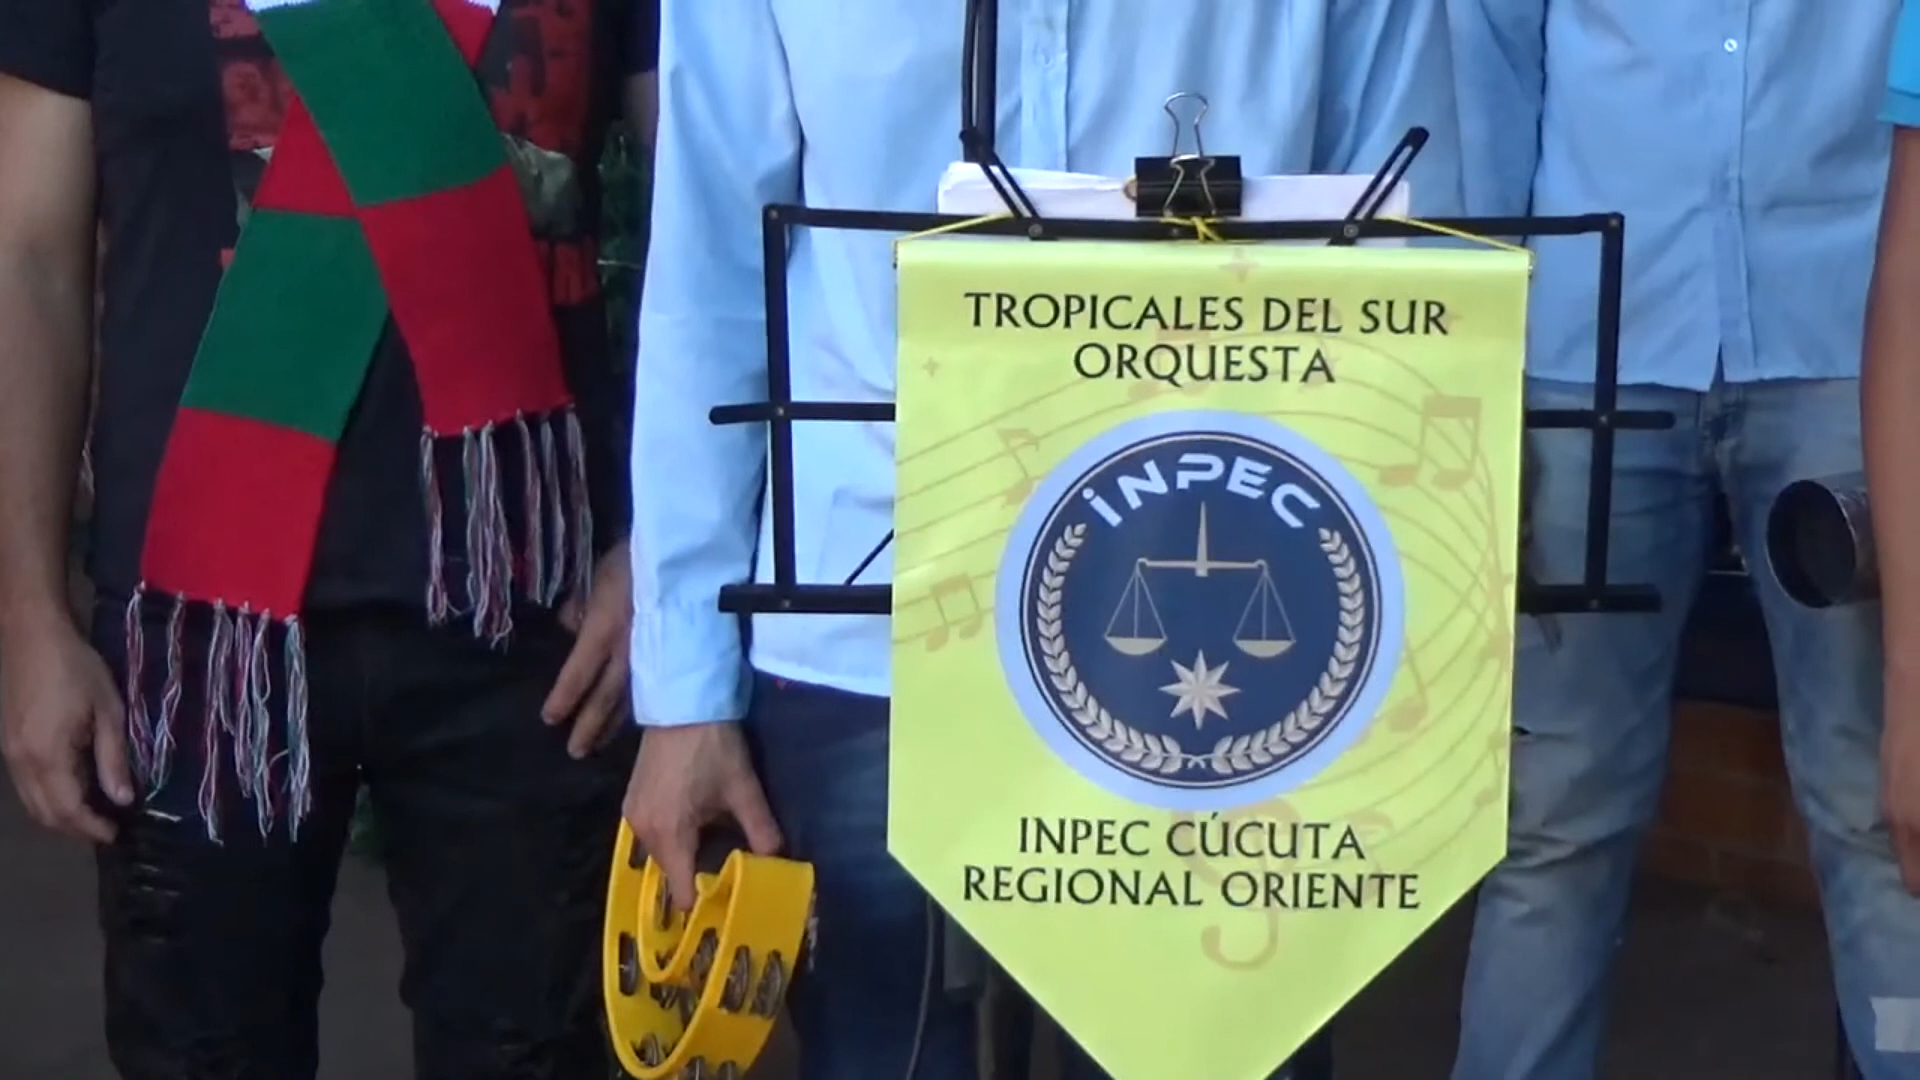 TROPICALES DEL SUR
ORQUESTA
INPEC
INPEC CÚCUTA
REGIONAL ORIENTE